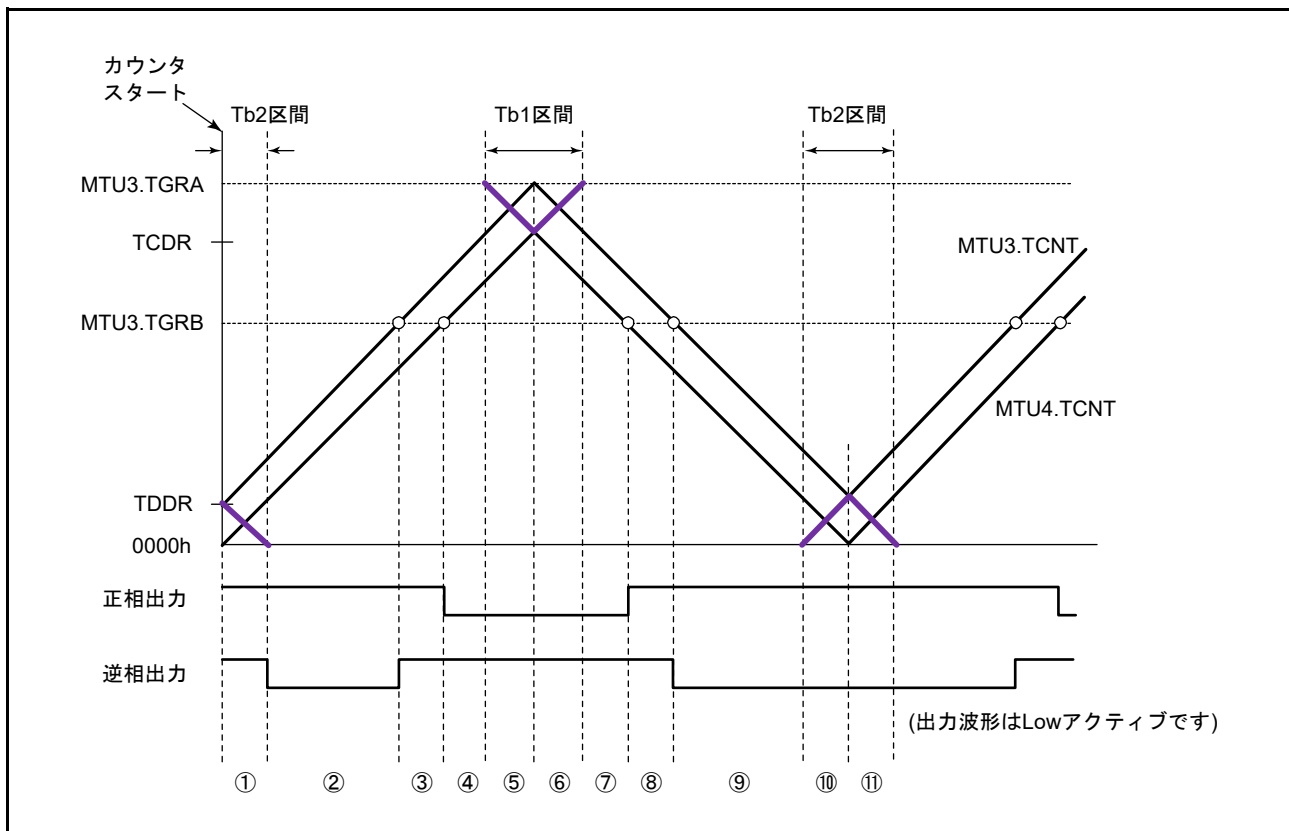 カウンタ
スタート
Tb2区間
Tb1区間
Tb2区間
MTU3.TGRA
TCDR
MTU3.TCNT
MTU3.TGRB
MTU4.TCNT
TDDR
0000h
正相出力
逆相出力
(出力波形はLowアクティブです)
① ② ③ ④ ⑤ ⑥ ⑦ ⑧ ⑨ ⑩ ⑪